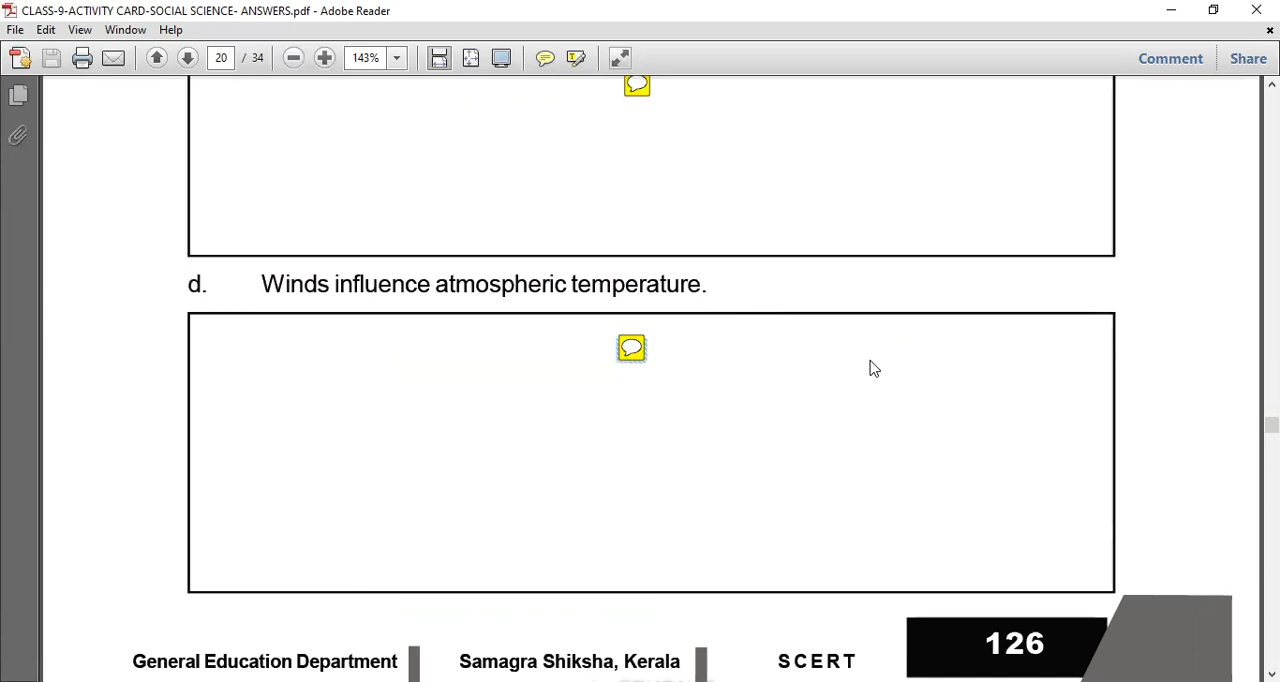 CLASS-9-ACTIVITY CARD-SOCIAL SCIENCE- ANSWERS.pdf - Adobe Reader
File Edit View Window Help
20 / 34 143% Comment Share
d. Winds influence atmospheric temperature.
126
General Education Department Samagra Shiksha, Kerala SCERT